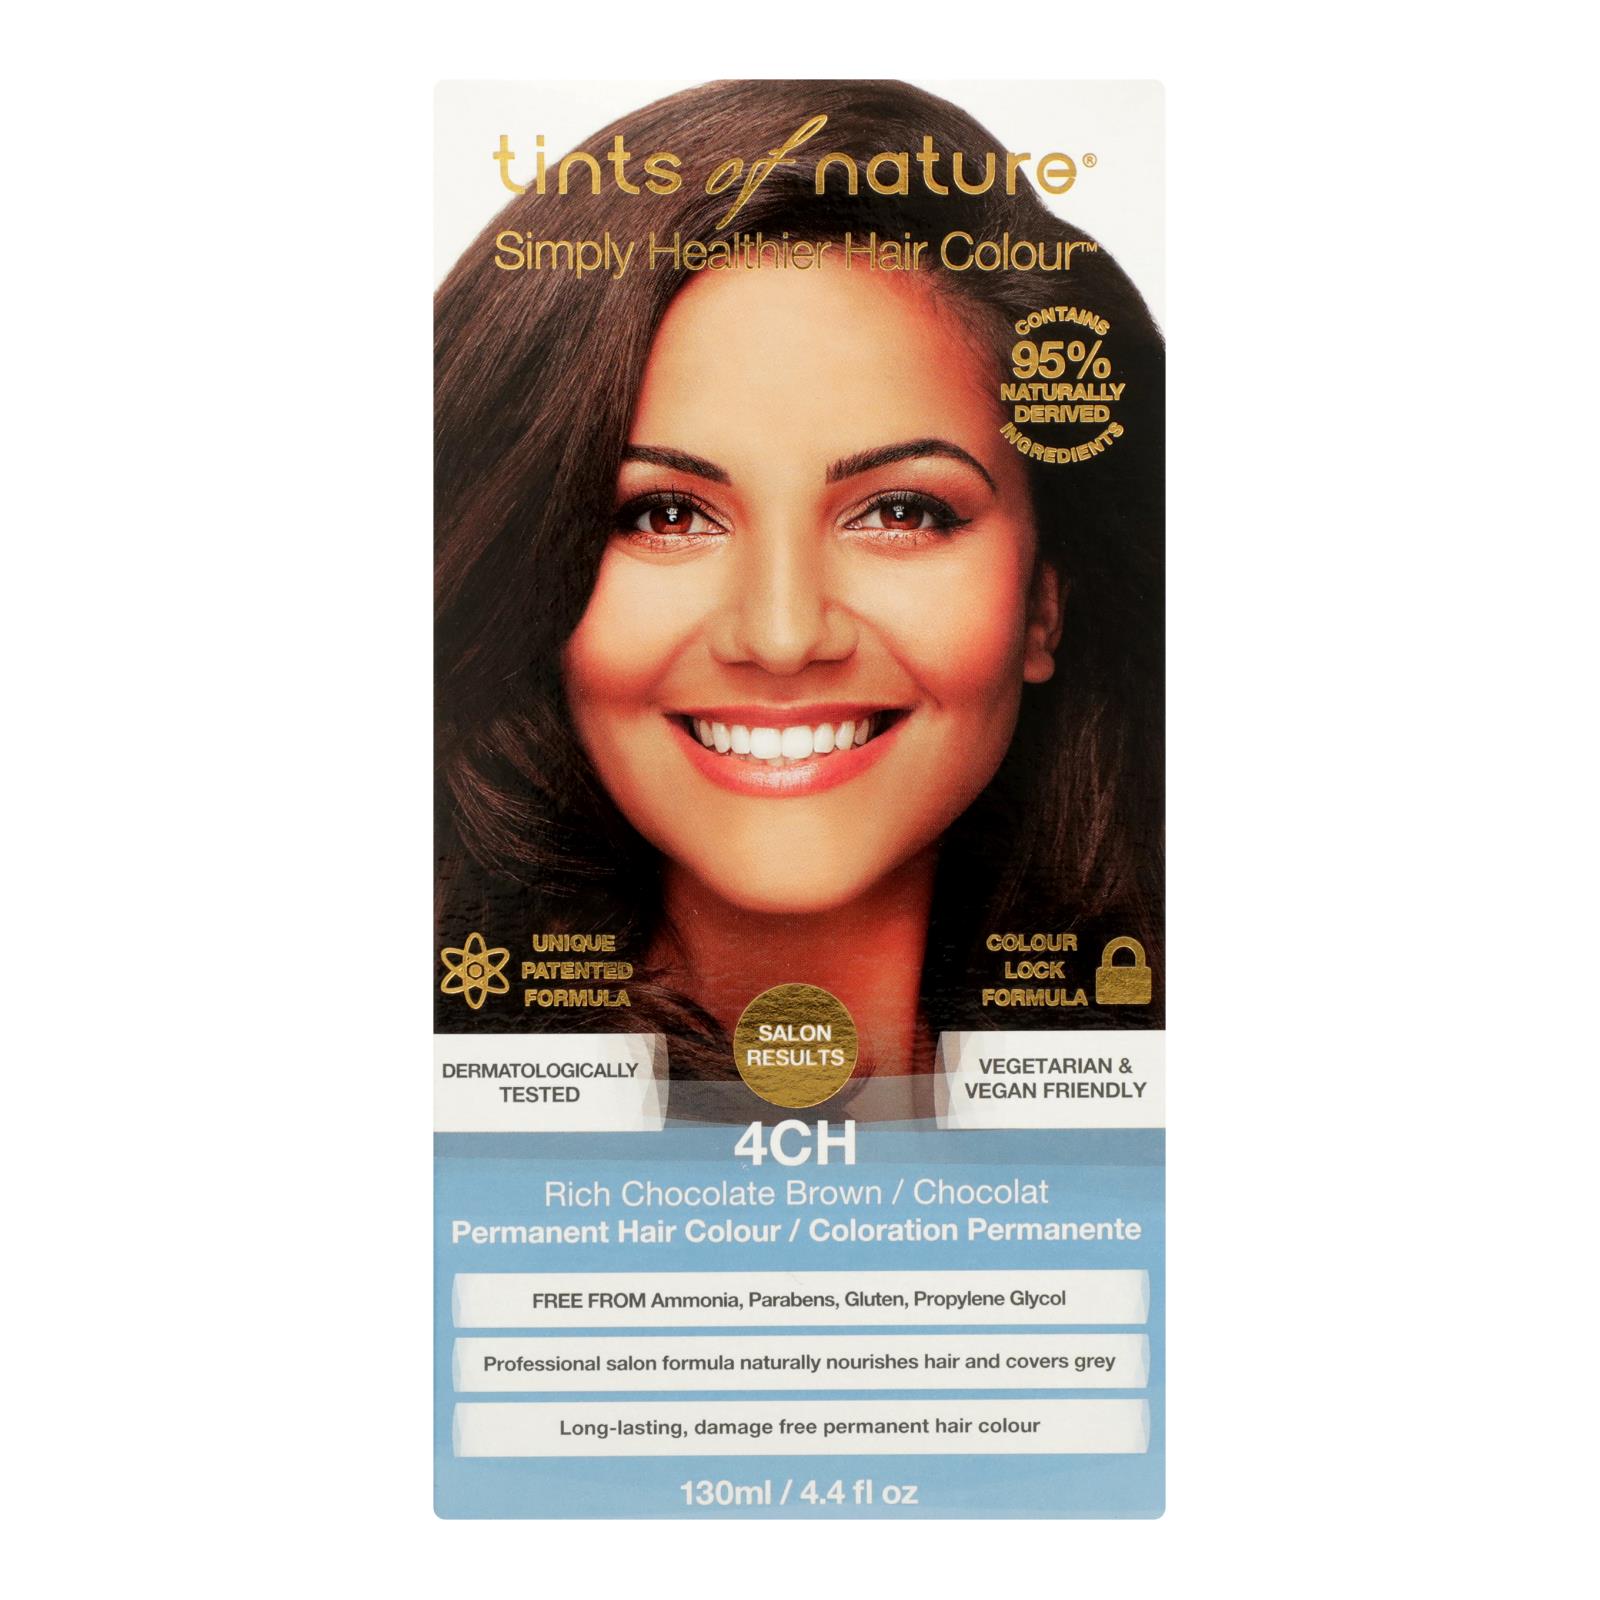 tints of nature®
Simply Healthier Hair Colour™
CONTAINS
95%
NATURALLY
DERIVED
INGREDIENTS
UNIQUE
PATENTED
FORMULA
COLOUR
LOCK
FORMULA
SALON
RESULTS
DERMATOLOGICALLY
TESTED
VEGETARIAN &
VEGAN FRIENDLY
4CH
Rich Chocolate Brown / Chocolat
Permanent Hair Colour / Coloration Permanente
FREE FROM Ammonia, Parabens, Gluten, Propylene Glycol
Professional salon formula naturally nourishes hair and covers grey
Long-lasting, damage free permanent hair colour
130ml / 4.4 fl oz